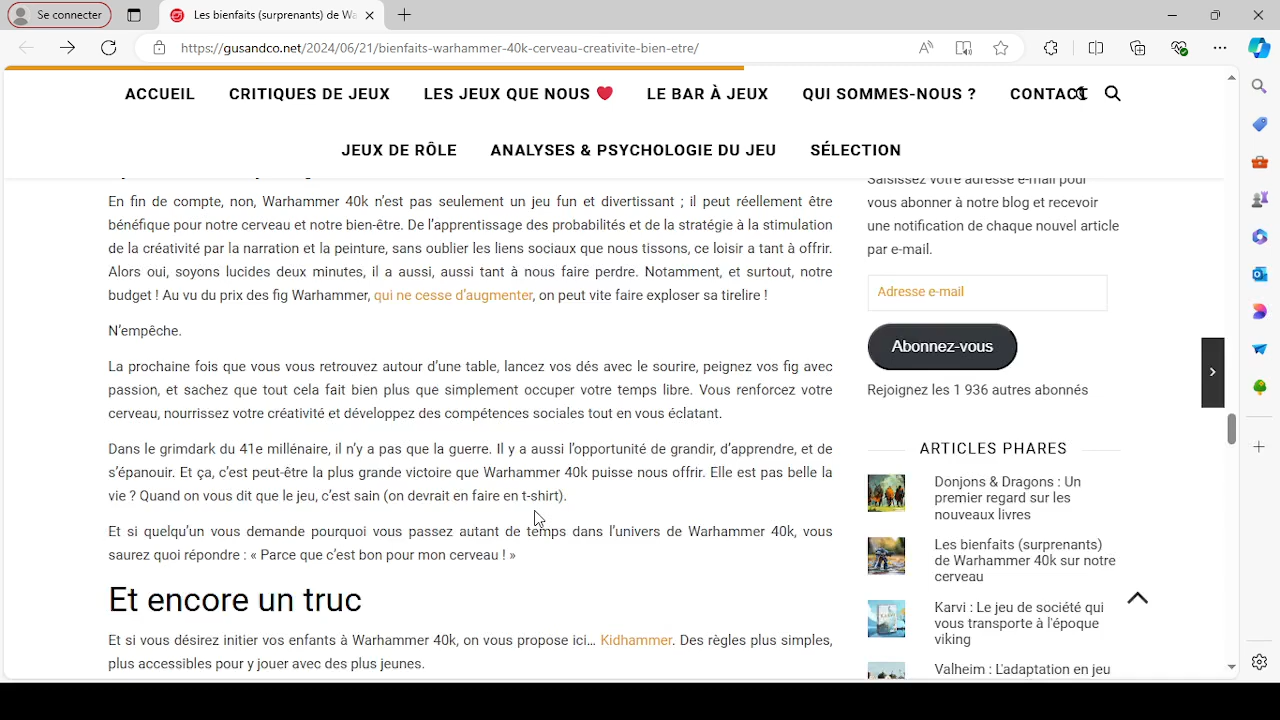 Se connecter
Les bienfaits (surprenants) de Wa
https://gusandco.net/2024/06/21/bienfaits-warhammer-40k-cerveau-creativite-bien-etre/
ACCUEIL CRITIQUES DE JEUX LES JEUX QUE NOUS ❤ LE BAR À JEUX QUI SOMMES-NOUS ? CONTACT
JEUX DE RÔLE ANALYSES & PSYCHOLOGIE DU JEU SÉLECTION
En fin de compte, non, Warhammer 40k n'est pas seulement un jeu fun et divertissant ; il peut réellement être
bénéfique pour notre cerveau et notre bien-être. De l'apprentissage des probabilités et de la stratégie à la stimulation
de la créativité par la narration et la peinture, sans oublier les liens sociaux que nous tissons, ce loisir a tant à offrir.
Alors oui, soyons lucides deux minutes, il a aussi, aussi tant à nous faire perdre. Notamment, et surtout, notre
budget ! Au vu du prix des fig Warhammer, qui ne cesse d'augmenter, on peut vite faire exploser sa tirelire !
N'empêche.
La prochaine fois que vous vous retrouvez autour d'une table, lancez vos dés avec le sourire, peignez vos fig avec
passion, et sachez que tout cela fait bien plus que simplement occuper votre temps libre. Vous renforcez votre
cerveau, nourrissez votre créativité et développez des compétences sociales tout en vous éclatant.
Dans le grimdark du 41e millénaire, il n'y a pas que la guerre. Il y a aussi l'opportunité de grandir, d'apprendre, et de
s'épanouir. Et ça, c'est peut-être la plus grande victoire que Warhammer 40k puisse nous offrir. Elle est pas belle la
vie ? Quand on vous dit que le jeu, c'est sain (on devrait en faire en t-shirt).
Et si quelqu'un vous demande pourquoi vous passez autant de temps dans l'univers de Warhammer 40k, vous
saurez quoi répondre : « Parce que c'est bon pour mon cerveau ! »
Et encore un truc
Et si vous désirez initier vos enfants à Warhammer 40k, on vous propose ici… Kidhammer. Des règles plus simples,
plus accessibles pour y jouer avec des plus jeunes.
Saisissez votre adresse e-mail pour
vous abonner à notre blog et recevoir
une notification de chaque nouvel article
par e-mail.
Adresse e-mail
Abonnez-vous
Rejoignez les 1 936 autres abonnés
ARTICLES PHARES
Donjons & Dragons : Un
premier regard sur les
nouveaux livres
Les bienfaits (surprenants)
de Warhammer 40k sur notre
cerveau
Karvi : Le jeu de société qui
vous transporte à l'époque
viking
Valheim : L'adaptation en jeu